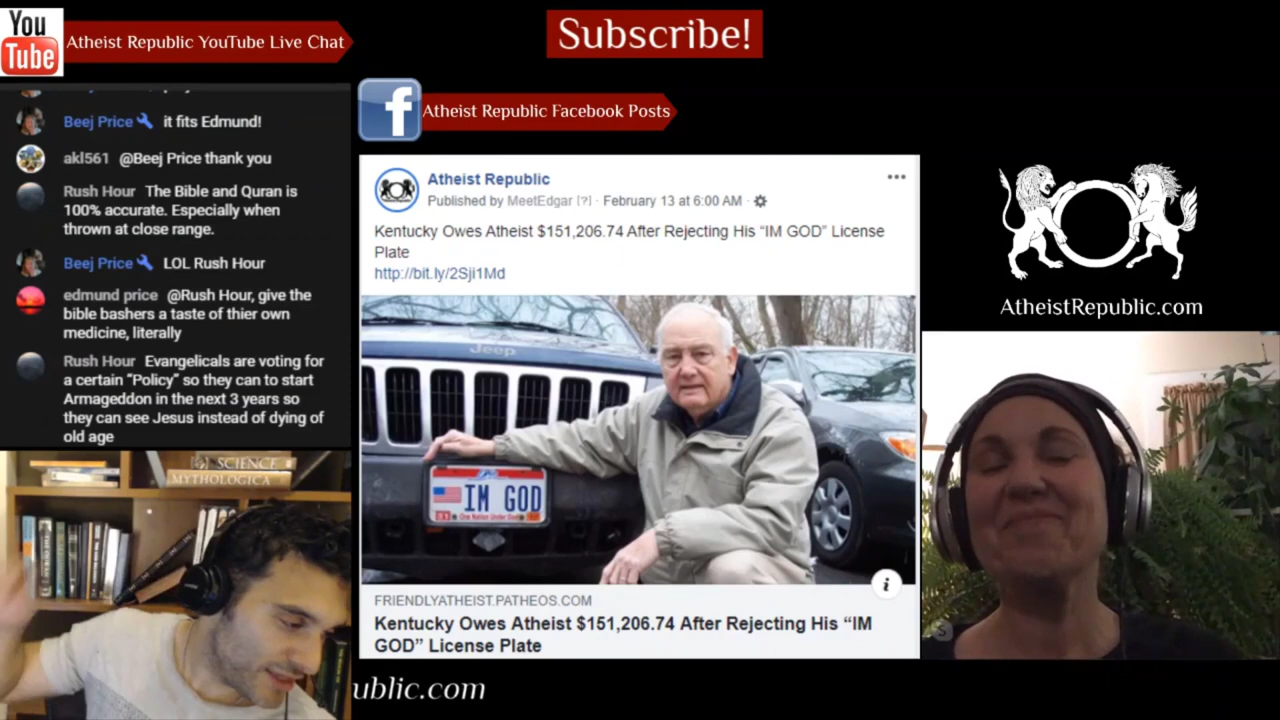 You
Tube
Atheist Republic YouTube Live Chat
Subscribe!
Beej Price it fits Edmund!
akl561 @Beej Price thank you
Rush Hour The Bible and Quran is
100% accurate. Especially when
thrown at close range.
Beej Price LOL Rush Hour
edmund price @Rush Hour, give the
bible bashers a taste of thier own
medicine, literally
Rush Hour Evangelicals are voting for
a certain “Policy” so they can to start
Armageddon in the next 3 years so
they can see Jesus instead of dying of
old age
SCIENCE
MYTHOLOGICA
f
Atheist Republic Facebook Posts
Atheist Republic
Published by MeetEdgar [?] · February 13 at 6:00 AM ·
Kentucky Owes Atheist $151,206.74 After Rejecting His “IM GOD” License
Plate
http://bit.ly/2Sji1Md
Jeep
IM GOD
One Nation Under God
i
FRIENDLYATHEIST.PATHEOS.COM
Kentucky Owes Atheist $151,206.74 After Rejecting His “IM
GOD” License Plate
ublic.com
AtheistRepublic.com
S